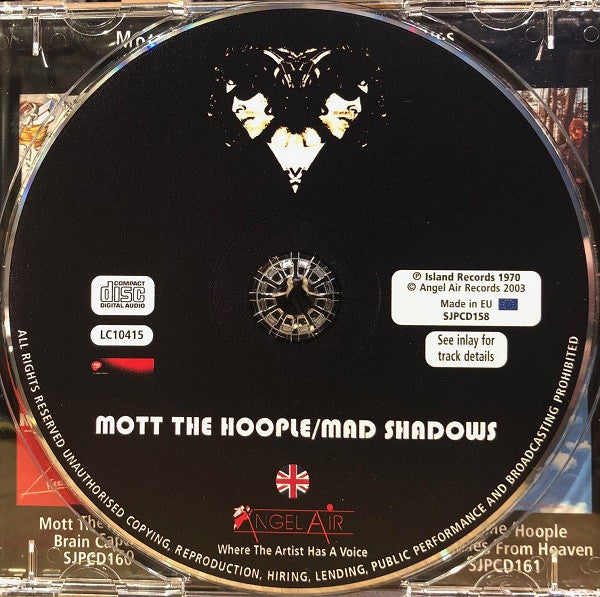 Mott
COMPACT
disc
DIGITAL AUDIO
LC10415
℗ Island Records 1970
© Angel Air Records 2003
Made in EU
SJPCD158
See inlay for
track details
MOTT THE HOOPLE/MAD SHADOWS
ANGEL AIR
Where The Artist Has A Voice
ALL RIGHTS RESERVED UNAUTHORISED COPYING, REPRODUCTION, HIRING, LENDING, PUBLIC PERFORMANCE AND BROADCASTING PROHIBITED
Mott The
Brain
SJPCD160
Hoople
From Heaven
SJPCD161